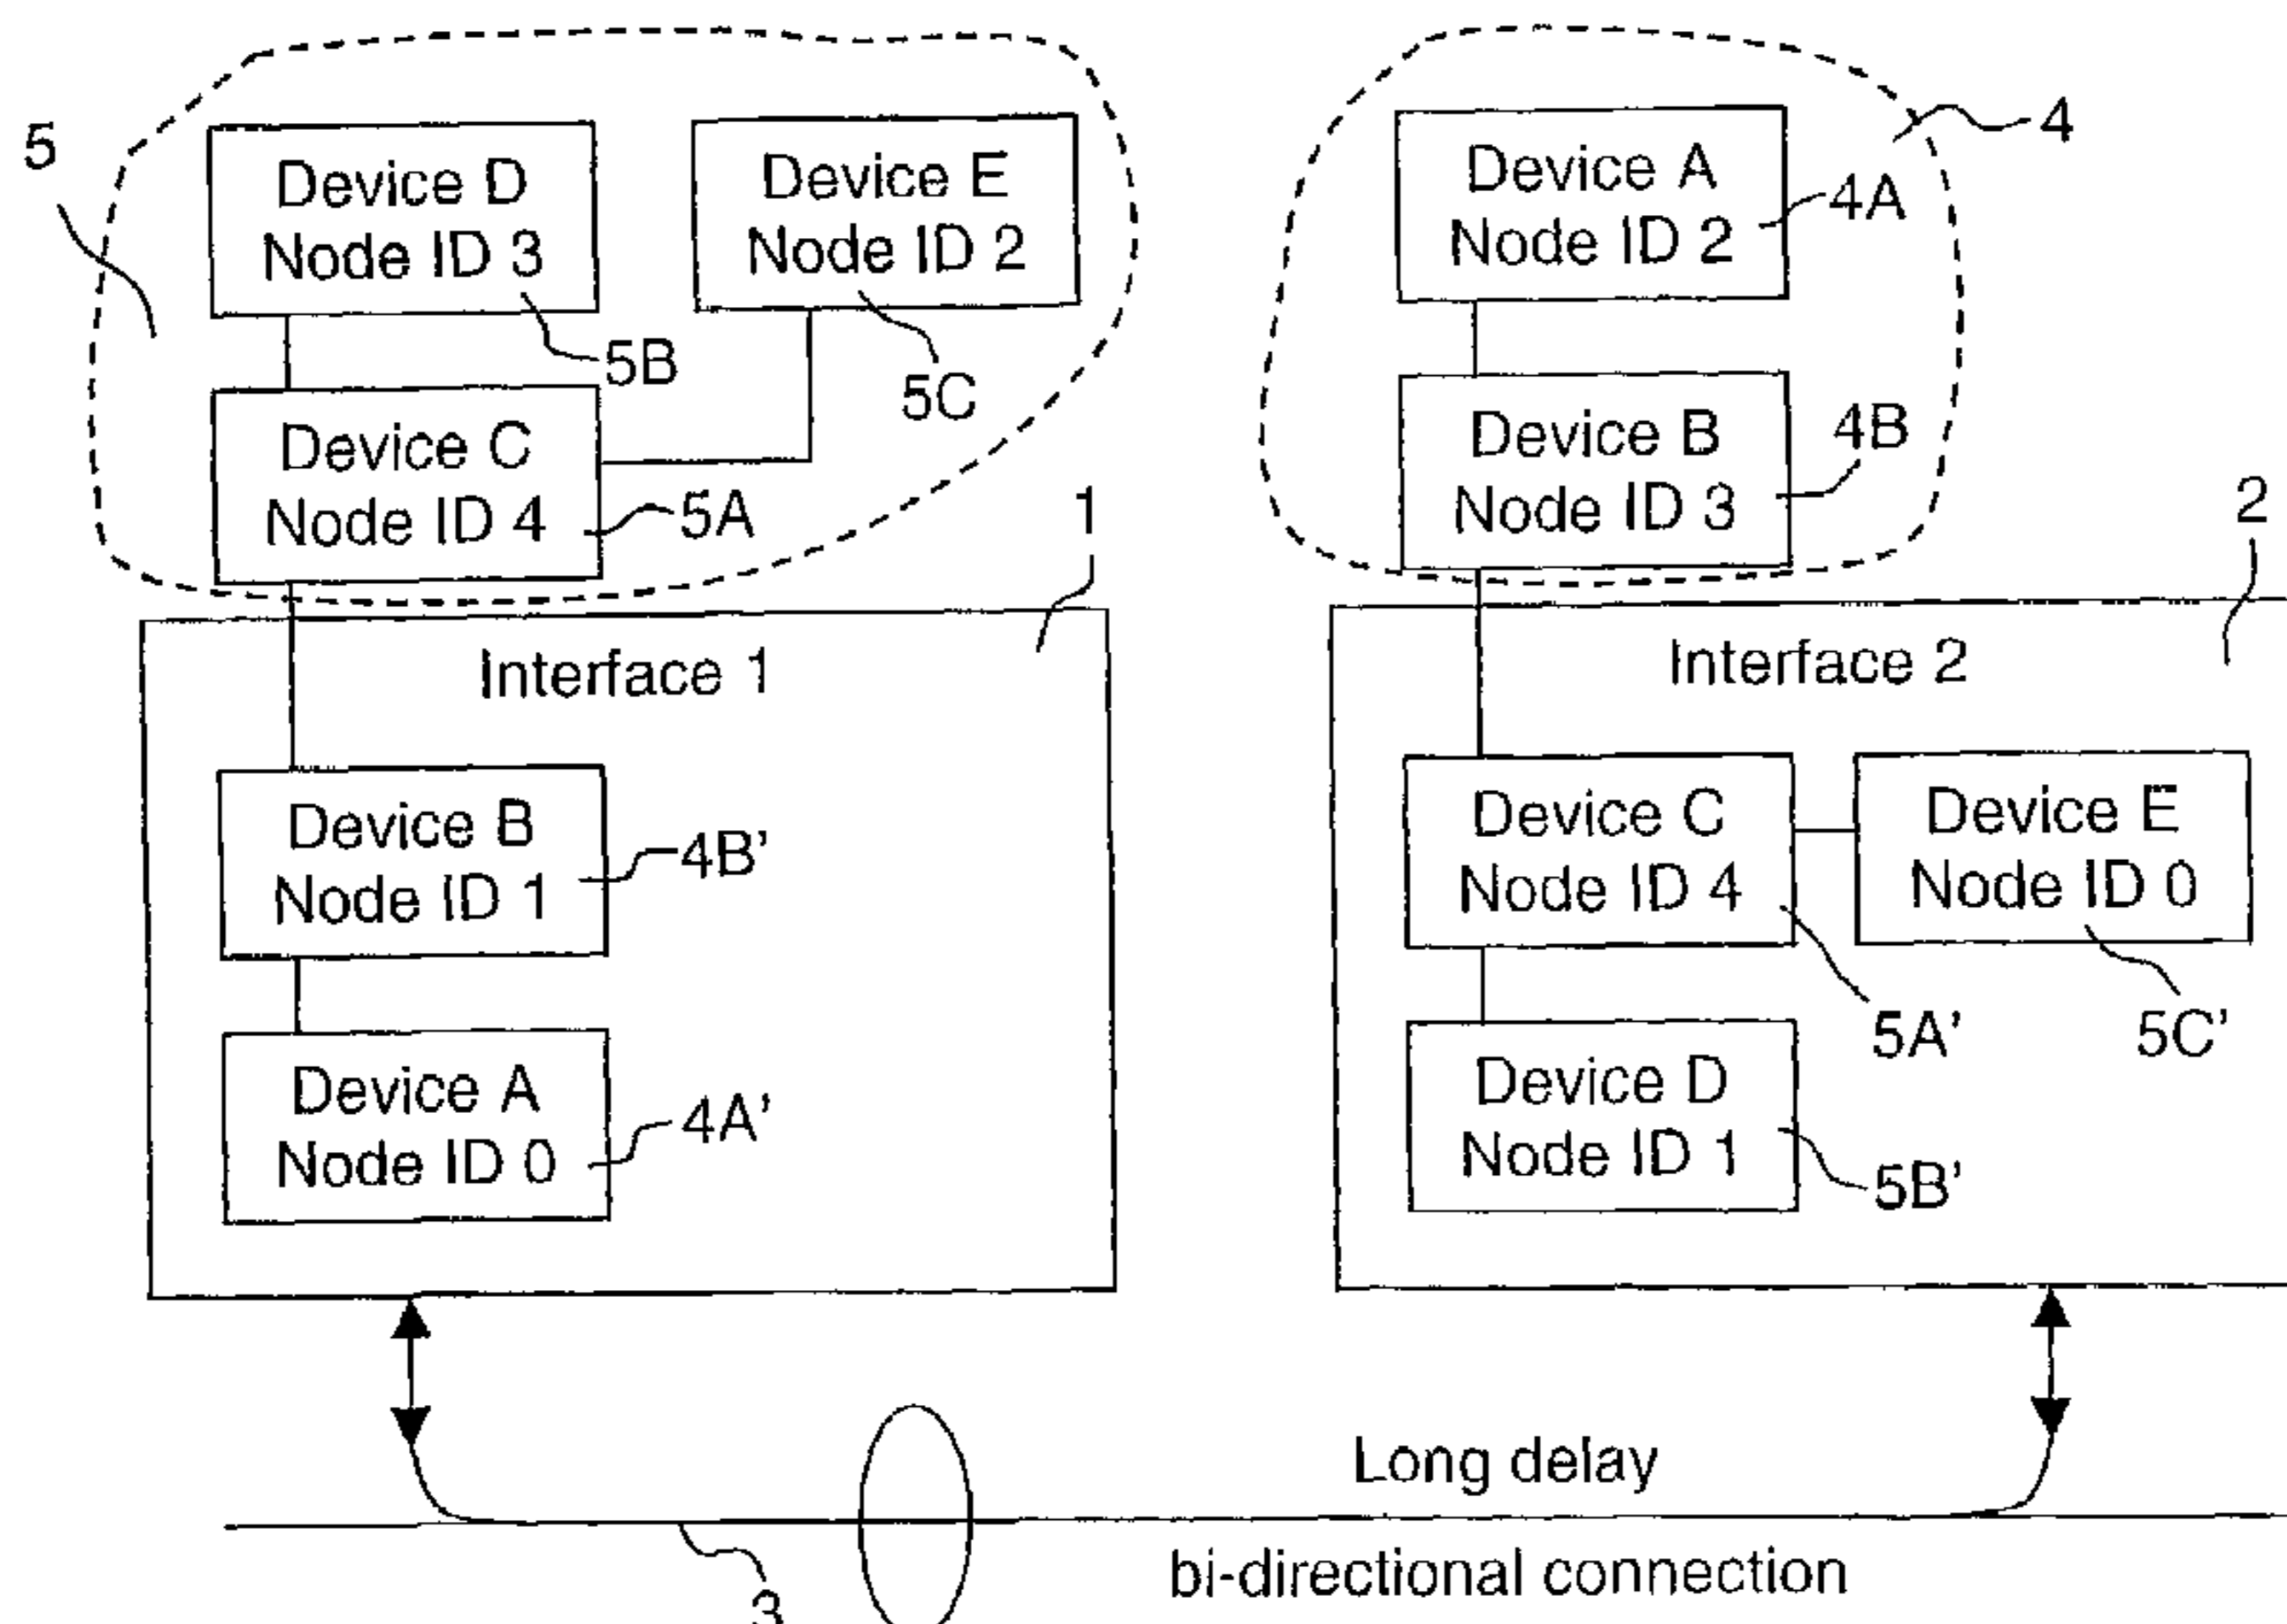 5
Device D
Node ID 3
5B
Device E
Node ID 2
5C
Device C
Node ID 4
5A
4
Device A
Node ID 2
4A
Device B
Node ID 3
4B
1
Interface 1
Device B
Node ID 1
4B'
Device A
Node ID 0
4A'
2
Interface 2
Device C
Node ID 4
5A'
Device E
Node ID 0
5C'
Device D
Node ID 1
5B'
Long delay
bi-directional connection
3